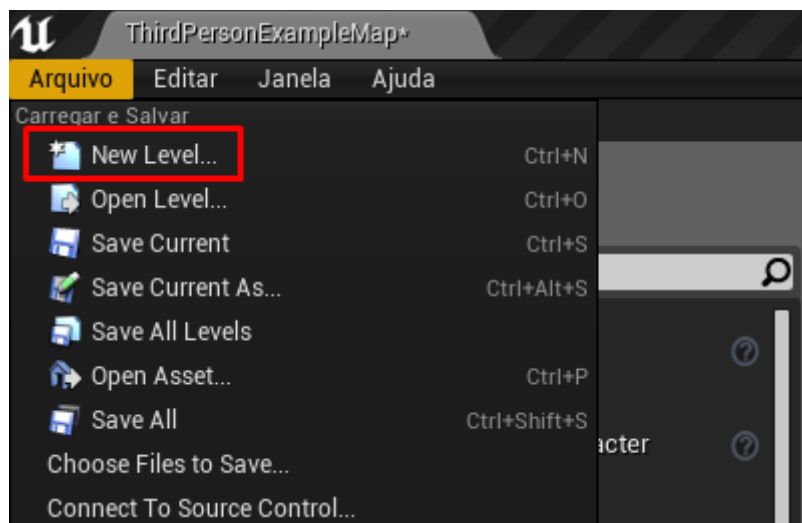 ThirdPersonExampleMap*
Arquivo Editar Janela Ajuda
Carregar e Salvar
New Level... Ctrl+N
Open Level... Ctrl+O
Save Current Ctrl+S
Save Current As... Ctrl+Alt+S
Save All Levels
Open Asset... Ctrl+P
Save All Ctrl+Shift+S
acter
Choose Files to Save...
Connect To Source Control...